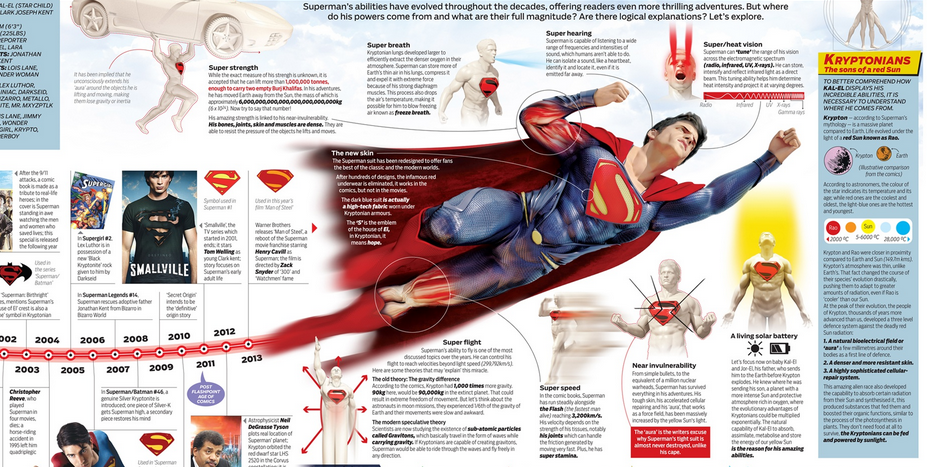 AL-EL (STAR CHILD)
LARK JOSEPH KENT
M (6'3")
(225LBS)
REPORTER
EL, LARA
TS: JONATHAN
KENT
S: LOIS LANE,
NDER WOMAN
LEX LUTHOR,
NIAC, DARKSEID,
BIZARRO, METALLO,
UTE, MR. MXYZPTLK
IS LANE, JIMMY
, WONDER
GIRL, KRYPTO,
PERBOY
It has been implied that he
unconsciously extends his
'aura' around the objects he is
lifting and moving, making
them lose gravity or inertia
Superman's abilities have evolved throughout the decades, offering readers even more thrilling adventures. But where
do his powers come from and what are their full magnitude? Are there logical explanations? Let's explore.
Super strength
While the exact measure of his strength is unknown, it is
accepted that he can lift more than 1,000,000 tonnes,
enough to carry two empty Burj Khalifas. In his adventures,
he has moved Earth away from the Sun, the mass of which is
approximately 6,000,000,000,000,000,000,000,000kg
Now try to say that number!
His amazing strength is linked to his near-invulnerability.
His bones, joints, skin and muscles are dense. They are
able to resist the pressure of the objects he lifts and moves.
Super breath
Kryptonian lungs developed larger to
efficiently extract the denser oxygen in their
atmosphere. Superman can store more of
Earth's thin air in his lungs, compress it
and expel it with extreme force
because of his strong diaphragm
muscles. This process also drops
the air's temperature, making it
possible for him to blow freezing
air known as freeze breath.
Super hearing
Superman is capable of listening to a wide
range of frequencies and intensities of
sound, which humans aren't able to do.
He can isolate a sound, like a heartbeat,
identify it and locate it, even if it is
emitted far away.
Super/heat vision
Superman can 'tune' the range of his vision
across the electromagnetic spectrum
(radio, infrared, UV, X-rays). He can store,
intensify and reflect infrared light as a direct
beam. This tuning ability helps him determine
heat intensity and project it at varying degrees.
Radio Infrared UV X-rays
Gamma rays
The new skin
The Superman suit has been redesigned to offer fans
the best of the classic and the modern worlds.
After hundreds of designs, the infamous red
underwear is eliminated, it works in the
comics, but not in the movies.
The dark blue suit is actually
a high-tech fabric worn under
Kryptonian armours.
The 'S' is the emblem
of the house of El,
in Kryptonian, it
means hope.
After the 9/11
attacks, a comic
book is made as a
tribute to real-life
heroes; in the
cover is Superman
standing in awe
watching the men
and women who
saved lives; this
special is released
the following year
Used in
the series
'Superman/
Batman'
'Superman: Birthright'
es, mentions Superman's
use of El' crest is also a
e' symbol in Kryptonian
SUPERGIRL
In Supergirl #2,
Lex Luthor is in
possession of a
new 'Black
Kryptonite' rock
given to him by
Darkseid
SMALLVILLE
Symbol used in
Superman #1
'Smallville', the
TV series which
started in 2001,
ends; it stars
Tom Welling as
young Clark kent;
story focuses on
Superman's early
adult life
Used in this year's
film 'Man of Steel'
Warner Brothers
releases 'Man of Steel', a
reboot of the Superman
movie franchise starring
Henry Cavill as
Superman; the film is
directed by Zack
Snyder of '300' and
'Watchmen' fame
In Superman Legends #14,
Superman rescues adoptive father
Jonathan Kent from Bizarro in
Bizarro World
'Secret Origin'
intends to be
the 'definitive'
origin story
002 2004 2006 2008 2010 2012
2003 2005 2007 2009 2011 2013
Christopher
Reeve, who
played
Superman in
four movies,
dies; a
horse-riding
accident in
1995 left him
quadriplegic
In Superman/Batman #46, a
genuine Silver Kryptonite is
introduced; one piece of Silver-K
gets Superman high, a second
piece restores his mind
Used in 'Superman
POST
FLASHPOINT
AGE OF
COMICS
Astrophysicist Neil
DeGrasse Tyson
plots real location of
Superman' planet;
Krypton orbited the
red dwarf star LHS
2520 in the Corvus
Super flight
Superman's ability to fly is one of the most
discussed topics over the years. He can control his
flight to reach velocities beyond light speed (299,792km/s).
Here are some theories that may 'explain' this miracle.
The old theory: The gravity difference
According to comics, Krypton had 1,000 times more gravity.
90kg here, would be 90,000kg in the extinct planet. That could
result in extreme freedom of movement. But let's think about the
astronauts in moon missions, they experienced 1/6th of the gravity of
Earth and their movements were slow and awkward.
The modern speculative theory
Scientists are now studying the existence of sub-atomic particles
called Gravitons, which basically travel in the form of waves while
carrying gravity. If Kryptonians are capable of creating gravitons,
Superman would be able to ride through the waves and fly freely in
any direction.
Super speed
In the comic books, Superman
has run evenly alongside
the Flash (the fastest man
alive) reaching 3,200km/s.
His velocity depends on the
strength of his tissues, notably
his joints which can handle
the friction generated by
moving very fast. Plus, he has
super stamina.
Near invulnerability
From simple bullets, to the
equivalent of a million nuclear
warheads, Superman has survived
everything in his adventures. His
tough skin, his accelerated cellular
repairing and his 'aura', that works
as a force field, has been massively
increased by the yellow Sun's light.
The 'aura' is the writers excuse
why Superman's tight suit is
almost never destroyed, unlike
his cape.
A living solar battery
Let's focus now on baby Kal-El
and Jor-El, his father, who sends
him to the Earth before Krypton
explodes. He knew where he was
sending his son, a planet with a
more intense Sun and protective
atmosphere rich in oxygen, where
the evolutionary advantages of
Kryptonians could be multiplied
exponentially. The natural
capacity of Kal-El to absorb,
assimilate, metabolise and store
the energy of our yellow Sun
is the reason for his amazing
abilities.
KRYPTONIANS
The sons of a red Sun
TO BETTER COMPREHEND HOW
KAL-EL DISPLAYS HIS
INCREDIBLE ABILITIES, IT IS
NECESSARY TO UNDERSTAND
WHERE HE COMES FROM.
Krypton — according to Superman's
mythology — is a massive planet
compared to Earth. Life evolved under the
light of a red Sun known as Rao.
Krypton Earth
(Illustrative comparison
from the comics.)
According to astronomers, the colour of
the star indicates its temperature and its
age; while red ones are the coolest and
oldest, the light-blue ones are the hottest
and youngest.
Rao Sun
2000 ºC 5-6000 ºC 28,000 ºC
Krypton and Rao were closer in proximity
compared to Earth and Sun (149.7m kms)
Krypton's atmosphere was thin, unlike
Earth's. That fact changed the course of
their species' evolution drastically,
pushing them to adapt to greater
amounts of radiation, even if Rao is
'cooler' than our Sun.
At the peak of their evolution, the people
of Krypton, thousands of years more
advanced than us, developed a three level
defence system against the deadly red
Sun radiation:
1. A natural bioelectrical field or
'aura' a few millimetres around their
bodies as a first line of defence.
2. A denser and more resistant skin.
3. A highly sophisticated cellular-
repair system.
This amazing alien race also developed
the capacity to absorb certain radiation
from the Sun and synthesised it, this
produced substances that fed them and
boosted their organic functions, similar to
the process of the photosynthesis in
plants. They don't need food at all to
survive, the Kryptonians can be fed
and powered by sunlight.